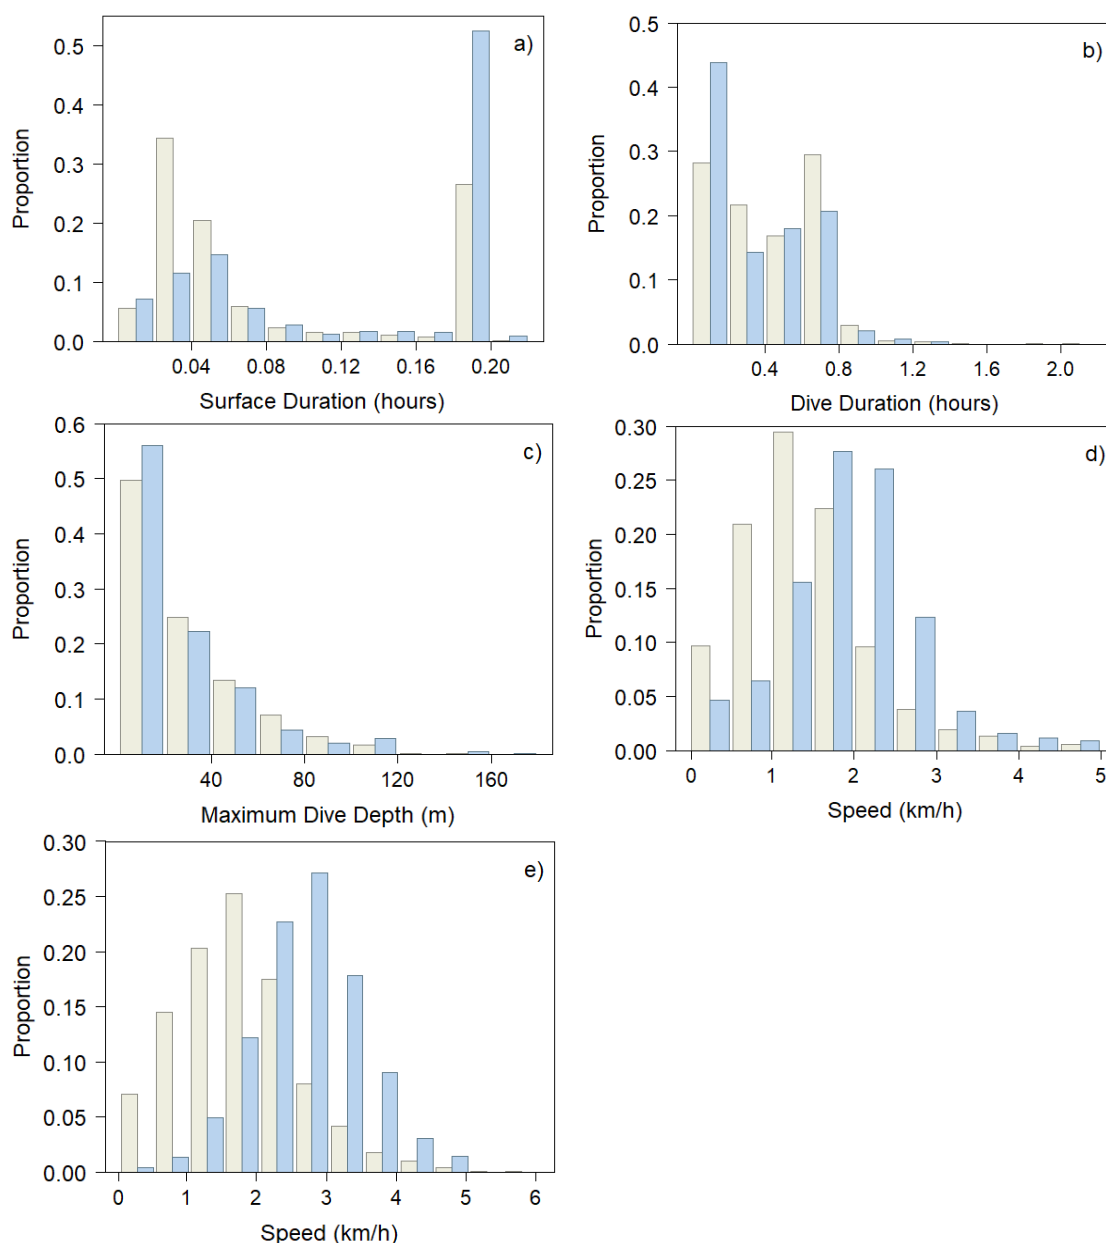 a)
0.5
0.4
0.3
0.2
0.1
0.0
Proportion
0.04 0.08 0.12 0.16 0.20
Surface Duration (hours)
b)
0.5
0.4
0.3
0.2
0.1
0.0
Proportion
0.4 0.8 1.2 1.6 2.0
Dive Duration (hours)
c)
0.6
0.5
0.4
0.3
0.2
0.1
0.0
Proportion
40 80 120 160
Maximum Dive Depth (m)
d)
0.30
0.25
0.20
0.15
0.10
0.05
0.00
Proportion
0 1 2 3 4 5
Speed (km/h)
e)
0.30
0.25
0.20
0.15
0.10
0.05
0.00
Proportion
0 1 2 3 4 5 6
Speed (km/h)